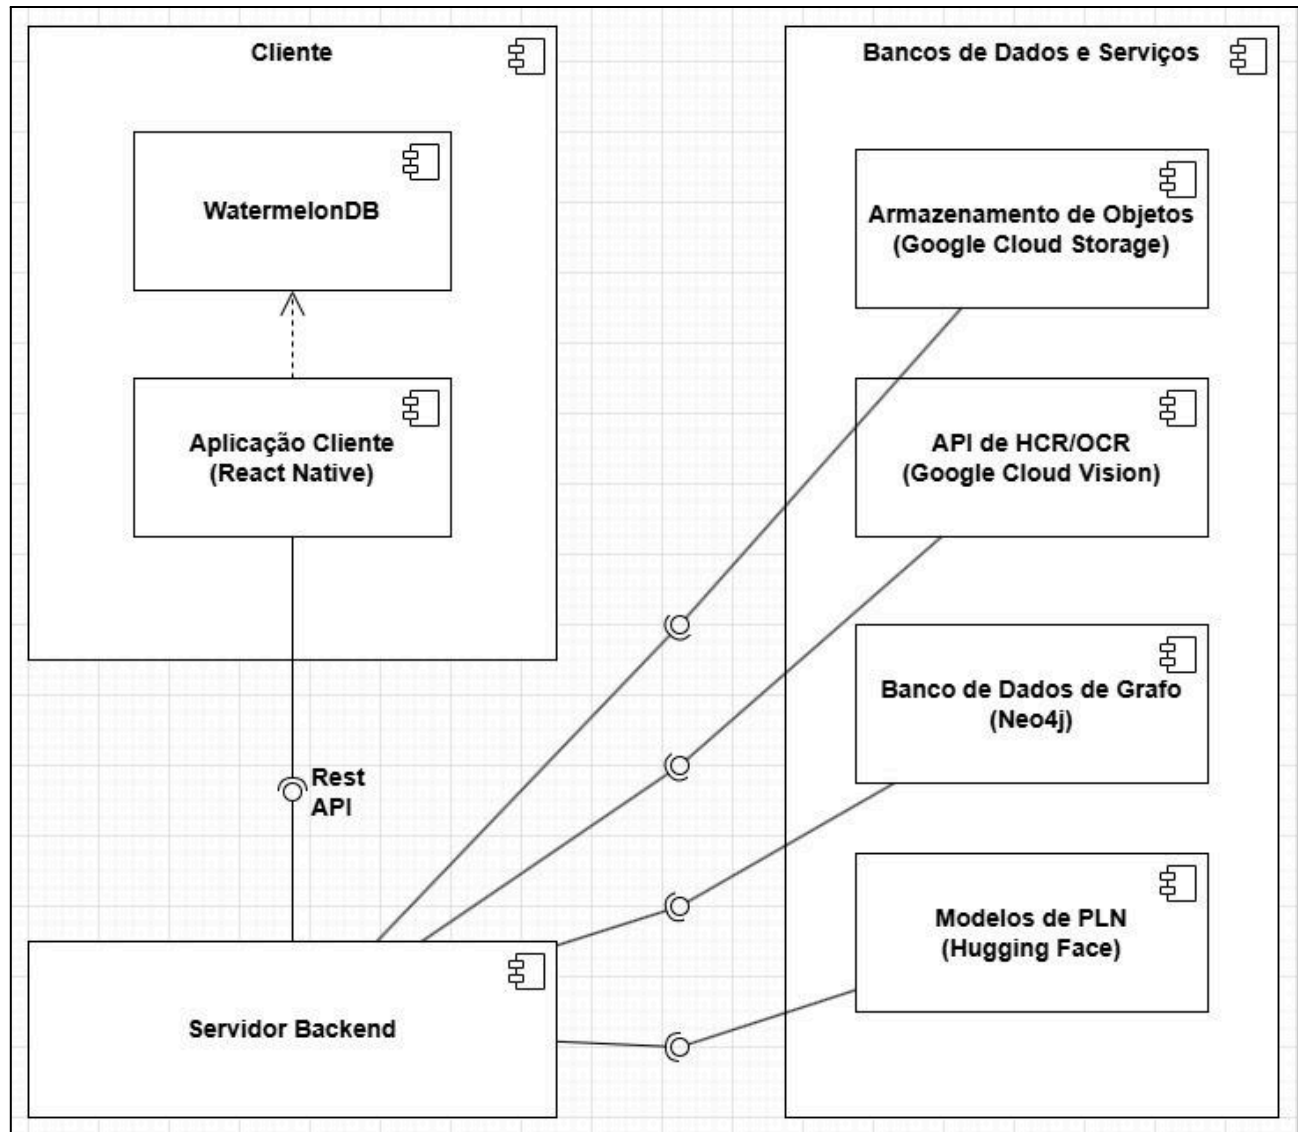 Cliente
WatermelonDB
Aplicação Cliente
(React Native)
Rest
API
Servidor Backend
Bancos de Dados e Serviços
Armazenamento de Objetos
(Google Cloud Storage)
API de HCR/OCR
(Google Cloud Vision)
Banco de Dados de Grafo
(Neo4j)
Modelos de PLN
(Hugging Face)